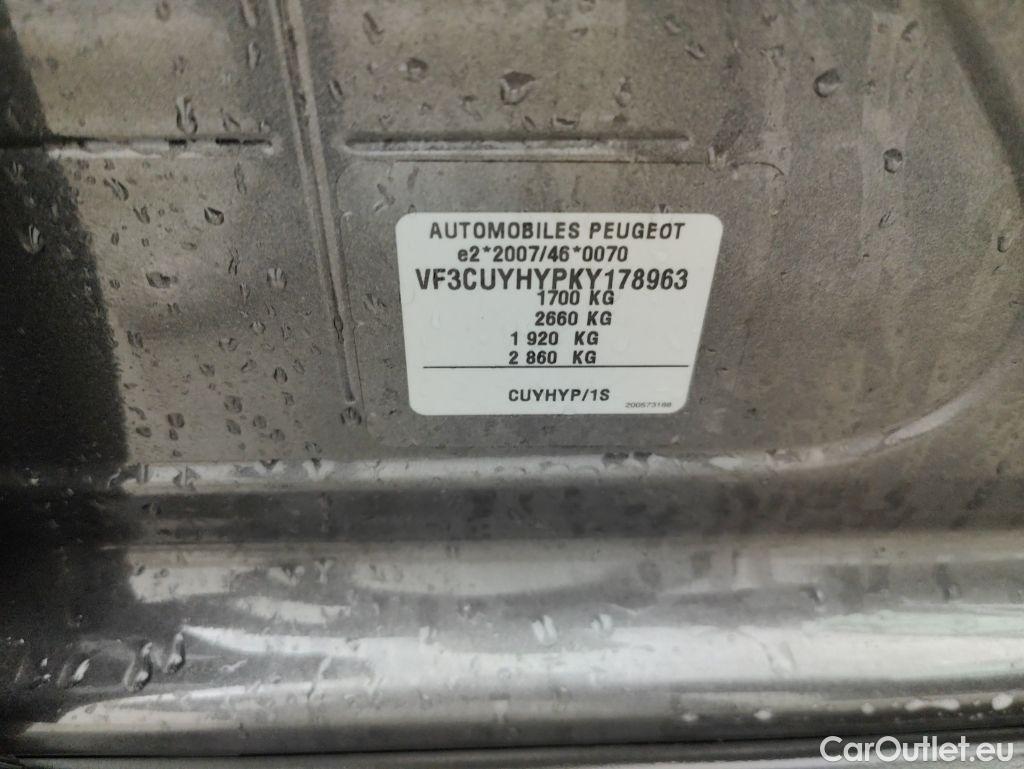 AUTOMOBILES PEUGEOT
e2*2007/46*0070
VF3CUYHYPKY178963
1700 KG
2660 KG
1 920 KG
2 860 KG
CUYHYP/1S
200573188
CarOutlet.eu